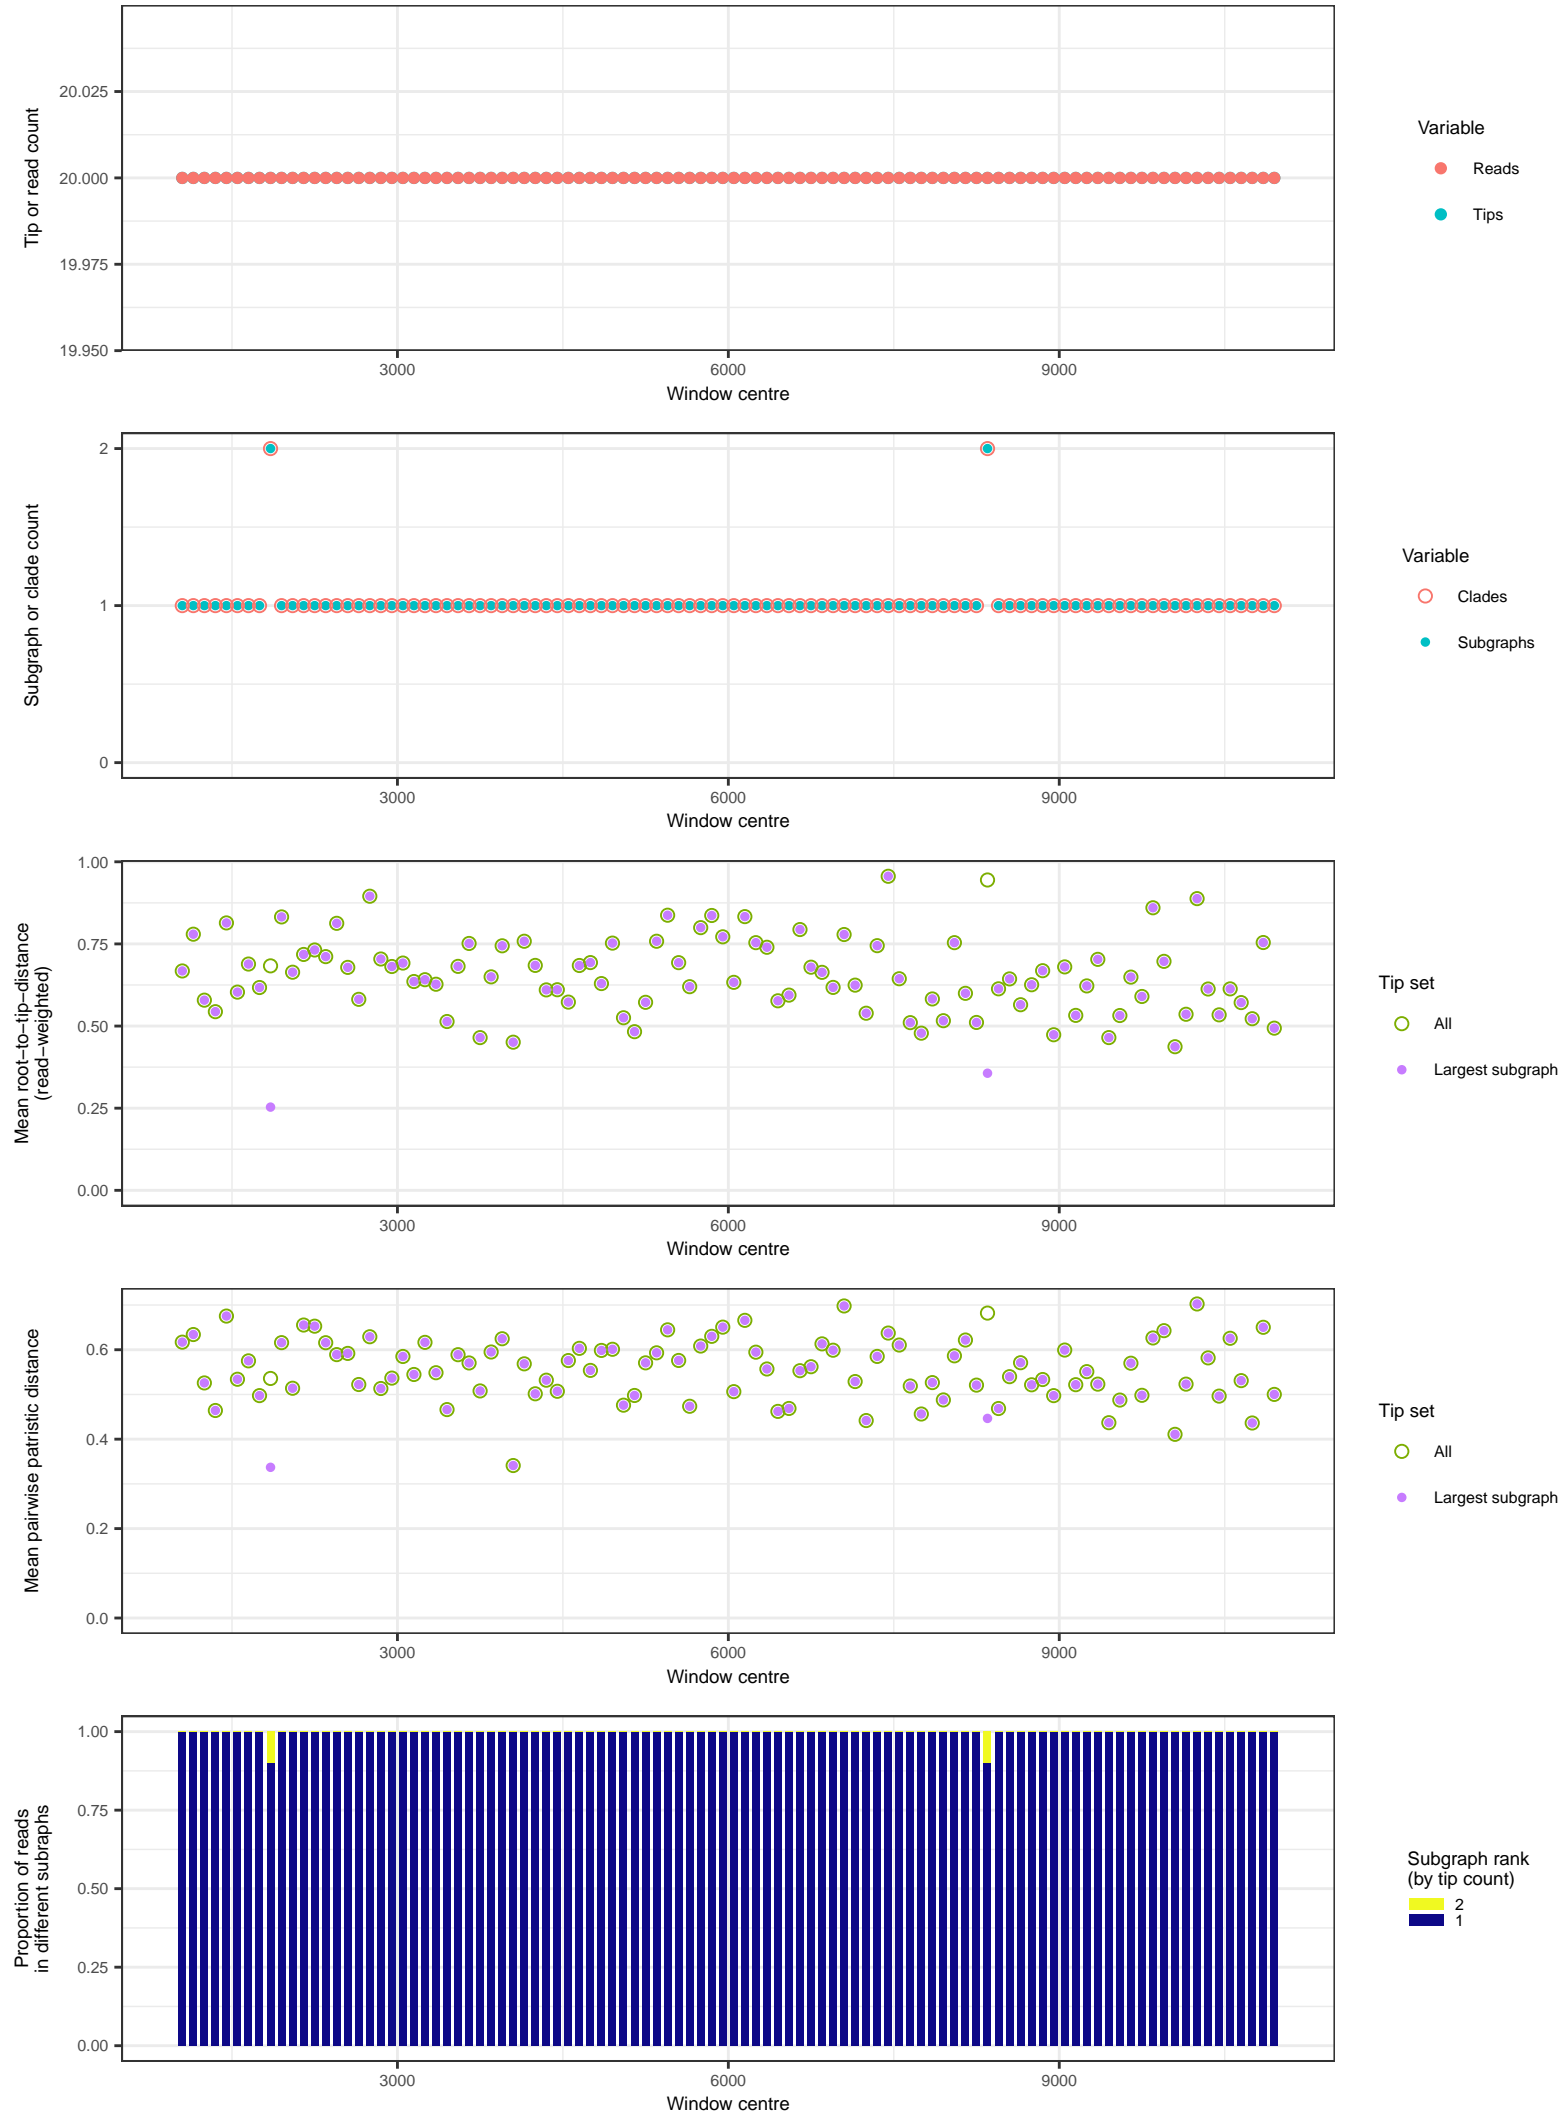 Tip or read count
20.025
20.000
19.975
19.950
3000
6000
9000
Window centre
Variable
Reads
Tips
Subgraph or clade count
2
1
0
3000
6000
9000
Window centre
Variable
Clades
Subgraphs
Mean root−to−tip−distance
(read−weighted)
1.00
0.75
0.50
0.25
0.00
3000
6000
9000
Window centre
Tip set
All
Largest subgraph
Mean pairwise patristic distance
0.6
0.4
0.2
0.0
3000
6000
9000
Window centre
Tip set
All
Largest subgraph
Proportion of reads
in different subraphs
1.00
0.75
0.50
0.25
0.00
3000
6000
9000
Window centre
Subgraph rank
(by tip count)
2
1